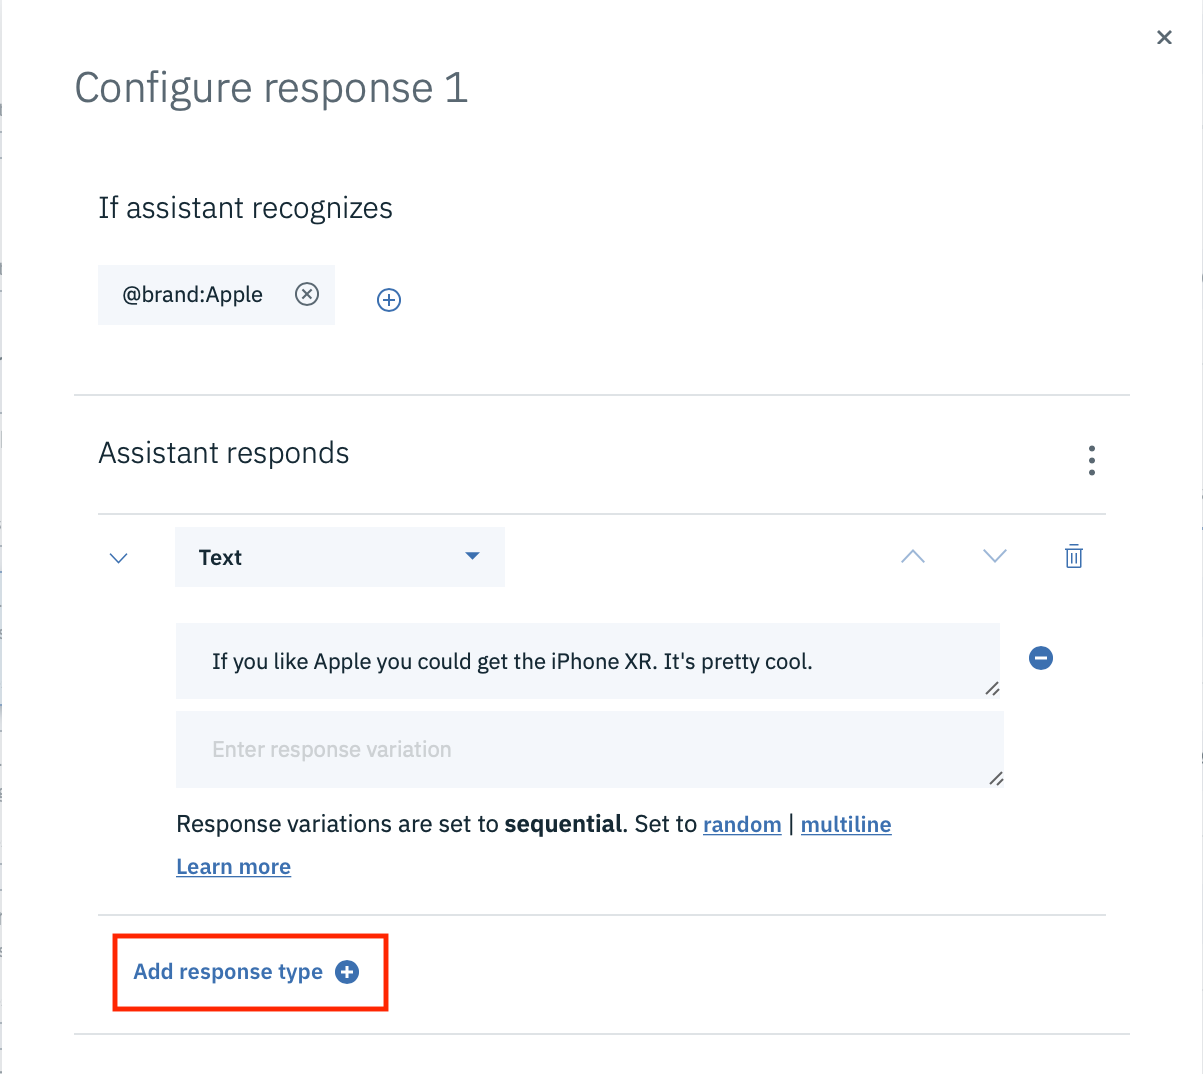 Configure response 1
If assistant recognizes
@brand:Apple
Assistant responds
Text
If you like Apple you could get the iPhone XR. It's pretty cool.
Enter response variation
Response variations are set to sequential. Set to random | multiline
Learn more
Add response type